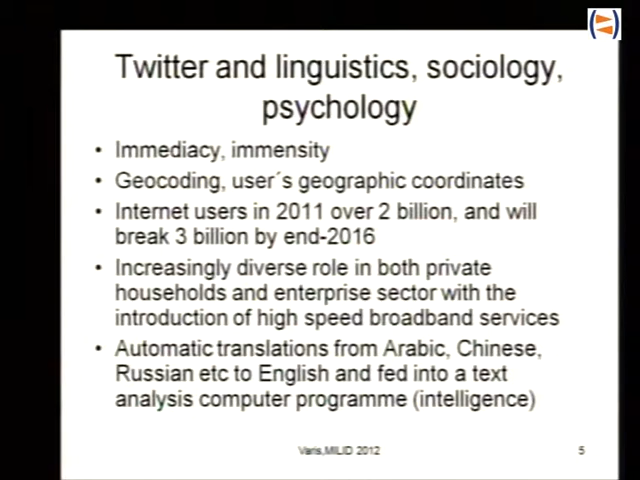 Twitter and linguistics, sociology,
psychology
• Immediacy, immensity
• Geocoding, user´s geographic coordinates
• Internet users in 2011 over 2 billion, and will
break 3 billion by end-2016
• Increasingly diverse role in both private
households and enterprise sector with the
introduction of high speed broadband services
• Automatic translations from Arabic, Chinese,
Russian etc to English and fed into a text
analysis computer programme (intelligence)
Varis,MILID 2012
5